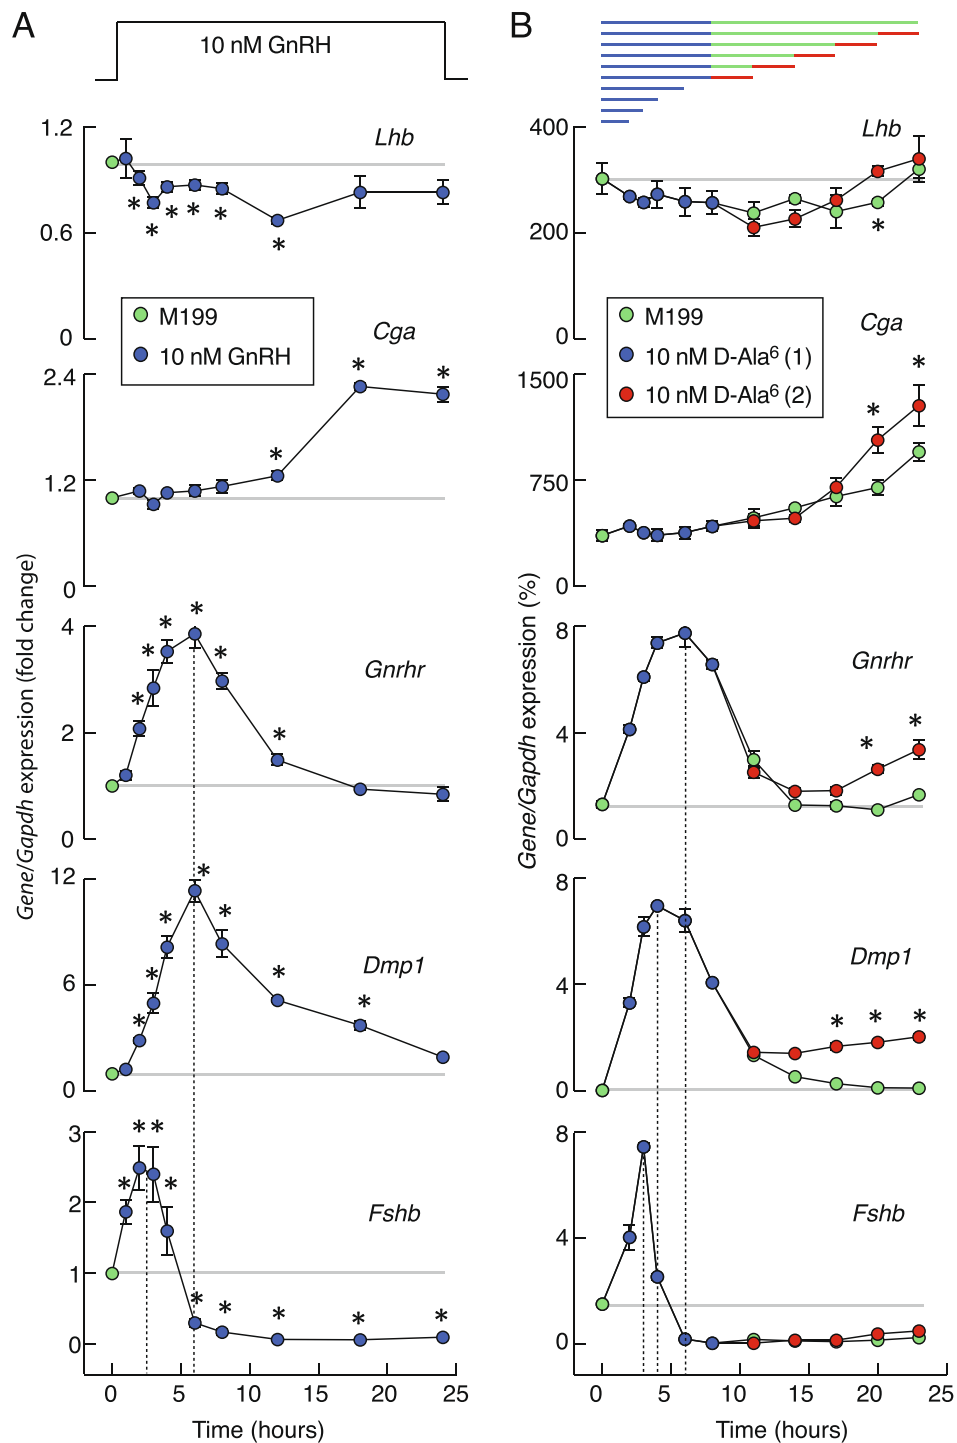 A
10 nM GnRH
Lhb
1.2
0.6
0
* * * * * *
M199
10 nM GnRH
Cga
2.4
1.2
0
* * *
Gene/Gapdh expression (fold change)
Gnrhr
4
2
0
* * * * * *
Dmp1
12
6
0
* * * * * * *
Fshb
3
2
1
0
* * * * * * * * *
0 5 10 15 20 25
Time (hours)
B
Lhb
400
200
0
*
M199
10 nM D-Ala⁶ (1)
10 nM D-Ala⁶ (2)
Cga
1500
750
0
* *
Gene/Gapdh expression (%)
Gnrhr
8
4
0
* *
Dmp1
8
4
0
* * *
Fshb
8
4
0
0 5 10 15 20 25
Time (hours)